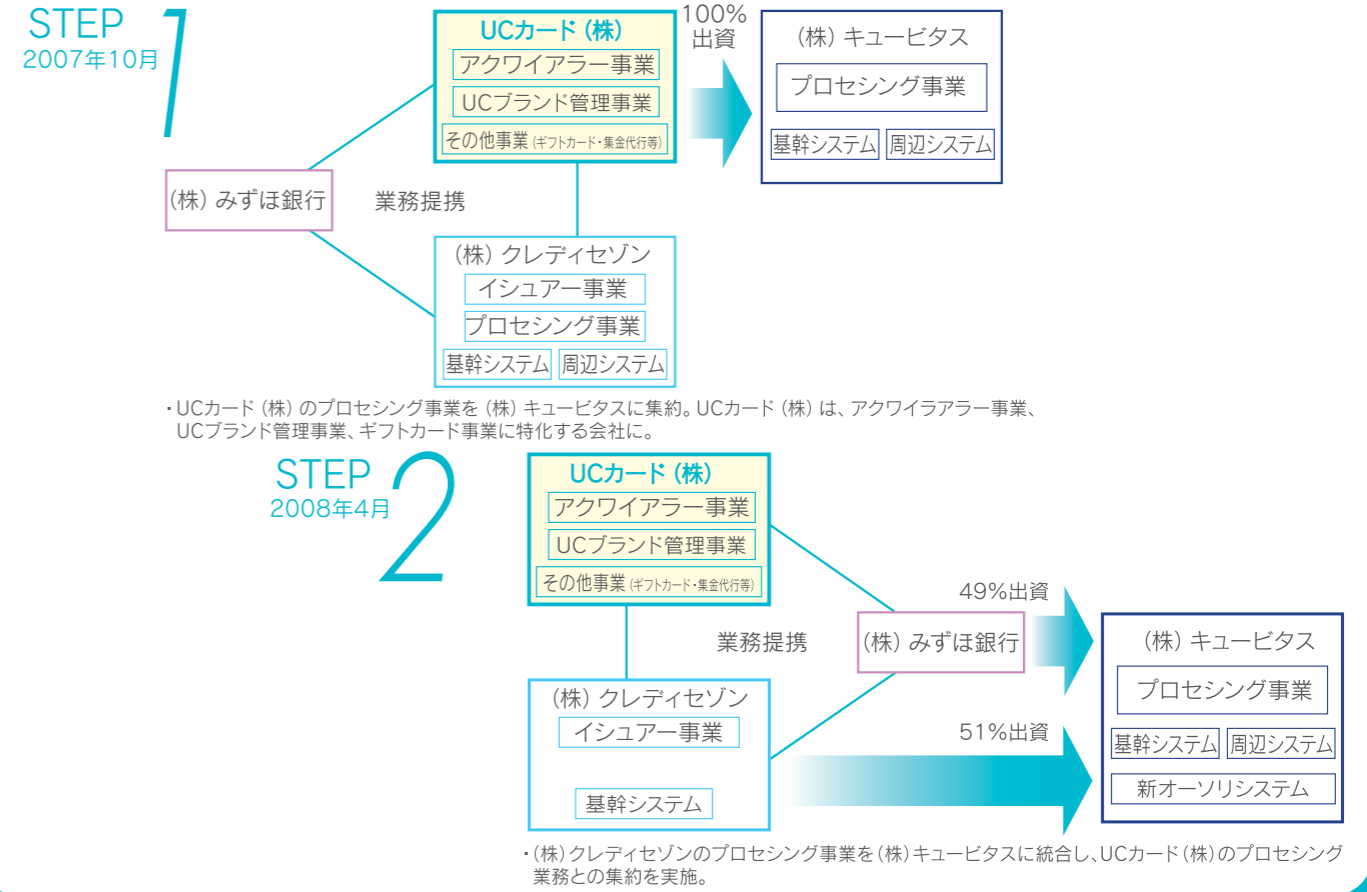 STEP 1
2007年10月
UCカード（株）
アクワイアラー事業
UCブランド管理事業
その他事業（ギフトカード・集金代行等）
100%
出資
（株）キュービタス
プロセシング事業
基幹システム 周辺システム
（株）みずほ銀行
業務提携
（株）クレディセゾン
イシュアー事業
プロセシング事業
基幹システム 周辺システム
・UCカード（株）のプロセシング事業を（株）キュービタスに集約。UCカード（株）は、アクワイラアラー事業、
UCブランド管理事業、ギフトカード事業に特化する会社に。
STEP 2
2008年4月
UCカード（株）
アクワイアラー事業
UCブランド管理事業
その他事業（ギフトカード・集金代行等）
業務提携
（株）みずほ銀行
49%出資
（株）クレディセゾン
イシュアー事業
基幹システム
51%出資
（株）キュービタス
プロセシング事業
基幹システム 周辺システム
新オーソリシステム
・（株）クレディセゾンのプロセシング事業を（株）キュービタスに統合し、UCカード（株）のプロセシング
業務との集約を実施。